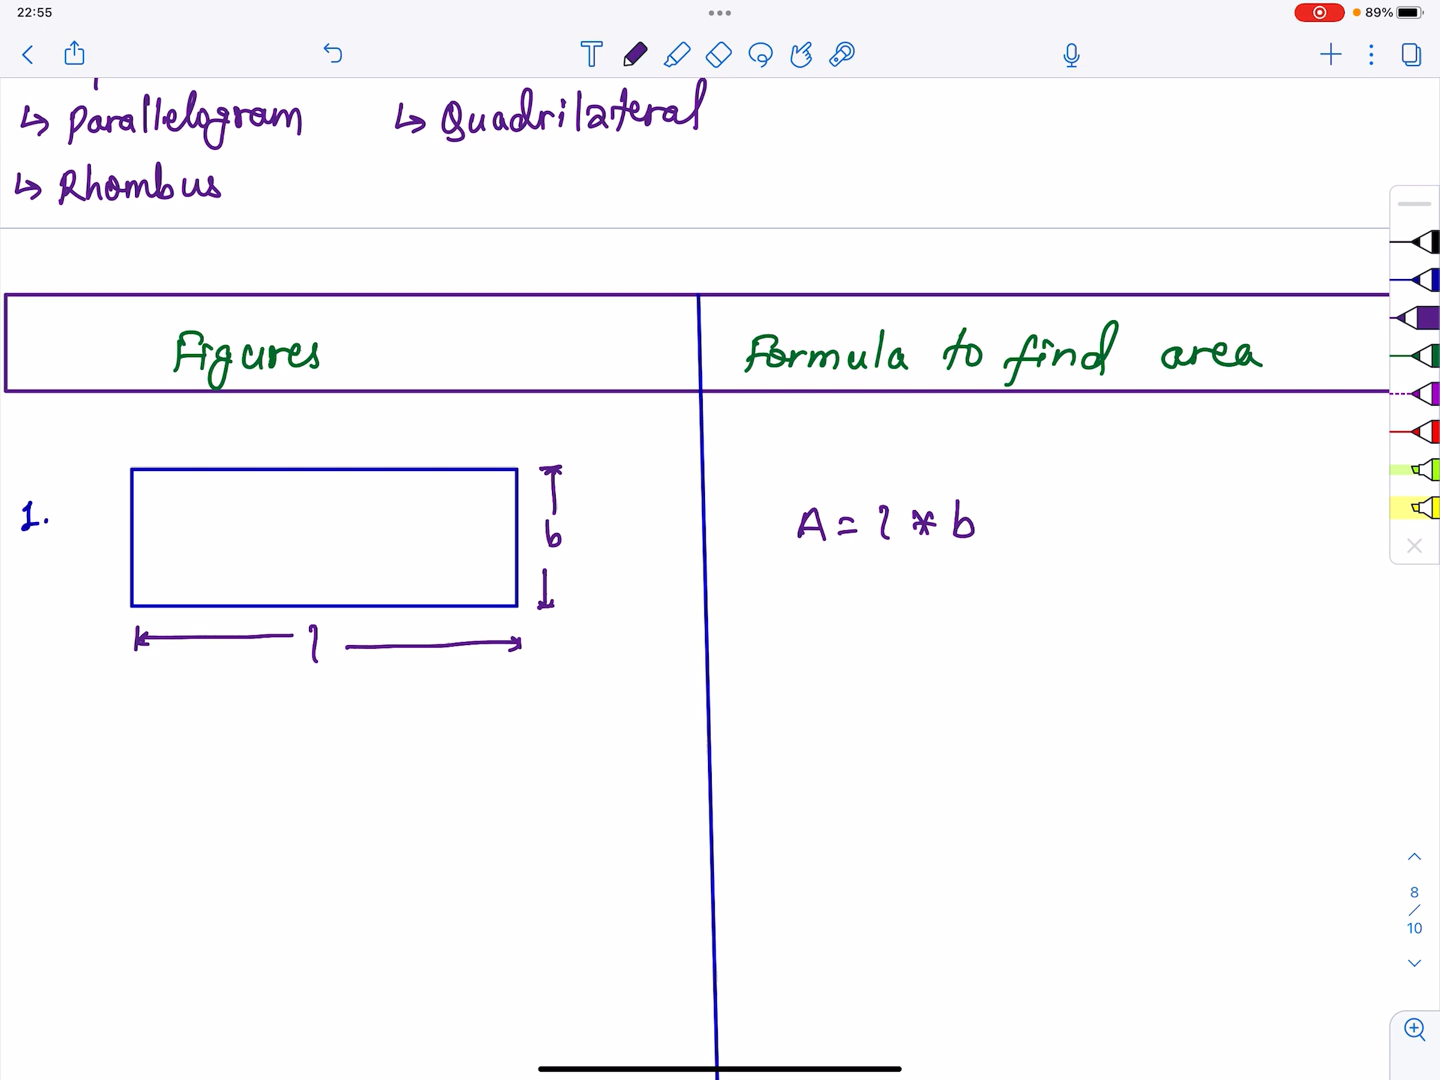 22:55
89%
↳ Parallelogram ↳ Quadrilateral
↳ Rhombus
Figures
Formula to find area
1.
b
l
A = l * b
8
/
10